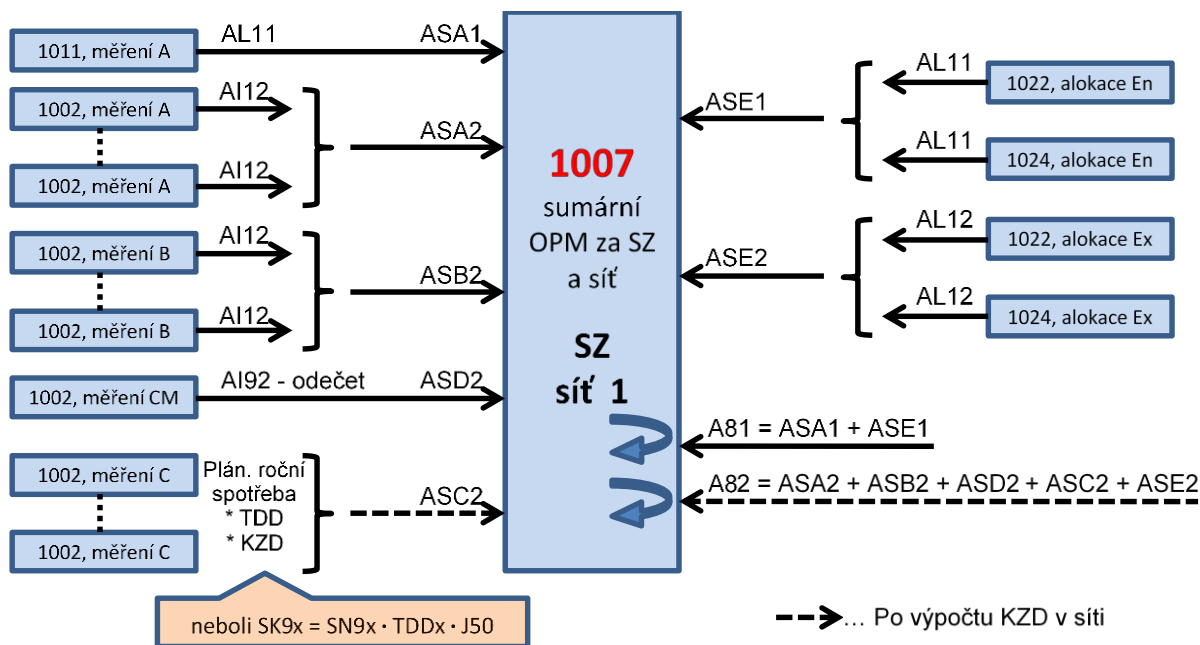 1011, měření A
AL11
ASA1
1002, měření A
AI12
1002, měření A
AI12
ASA2
1002, měření B
AI12
1002, měření B
AI12
ASB2
1002, měření CM
AI92 - odečet
ASD2
1002, měření C
1002, měření C
Plán. roční
spotřeba
* TDD
* KZD
ASC2
neboli SK9x = SN9x · TDDx · J50
1007
sumární
OPM za SZ
a síť
SZ
síť 1
ASE1
AL11
1022, alokace En
AL11
1024, alokace En
ASE2
AL12
1022, alokace Ex
AL12
1024, alokace Ex
A81 = ASA1 + ASE1
A82 = ASA2 + ASB2 + ASD2 + ASC2 + ASE2
... Po výpočtu KZD v síti